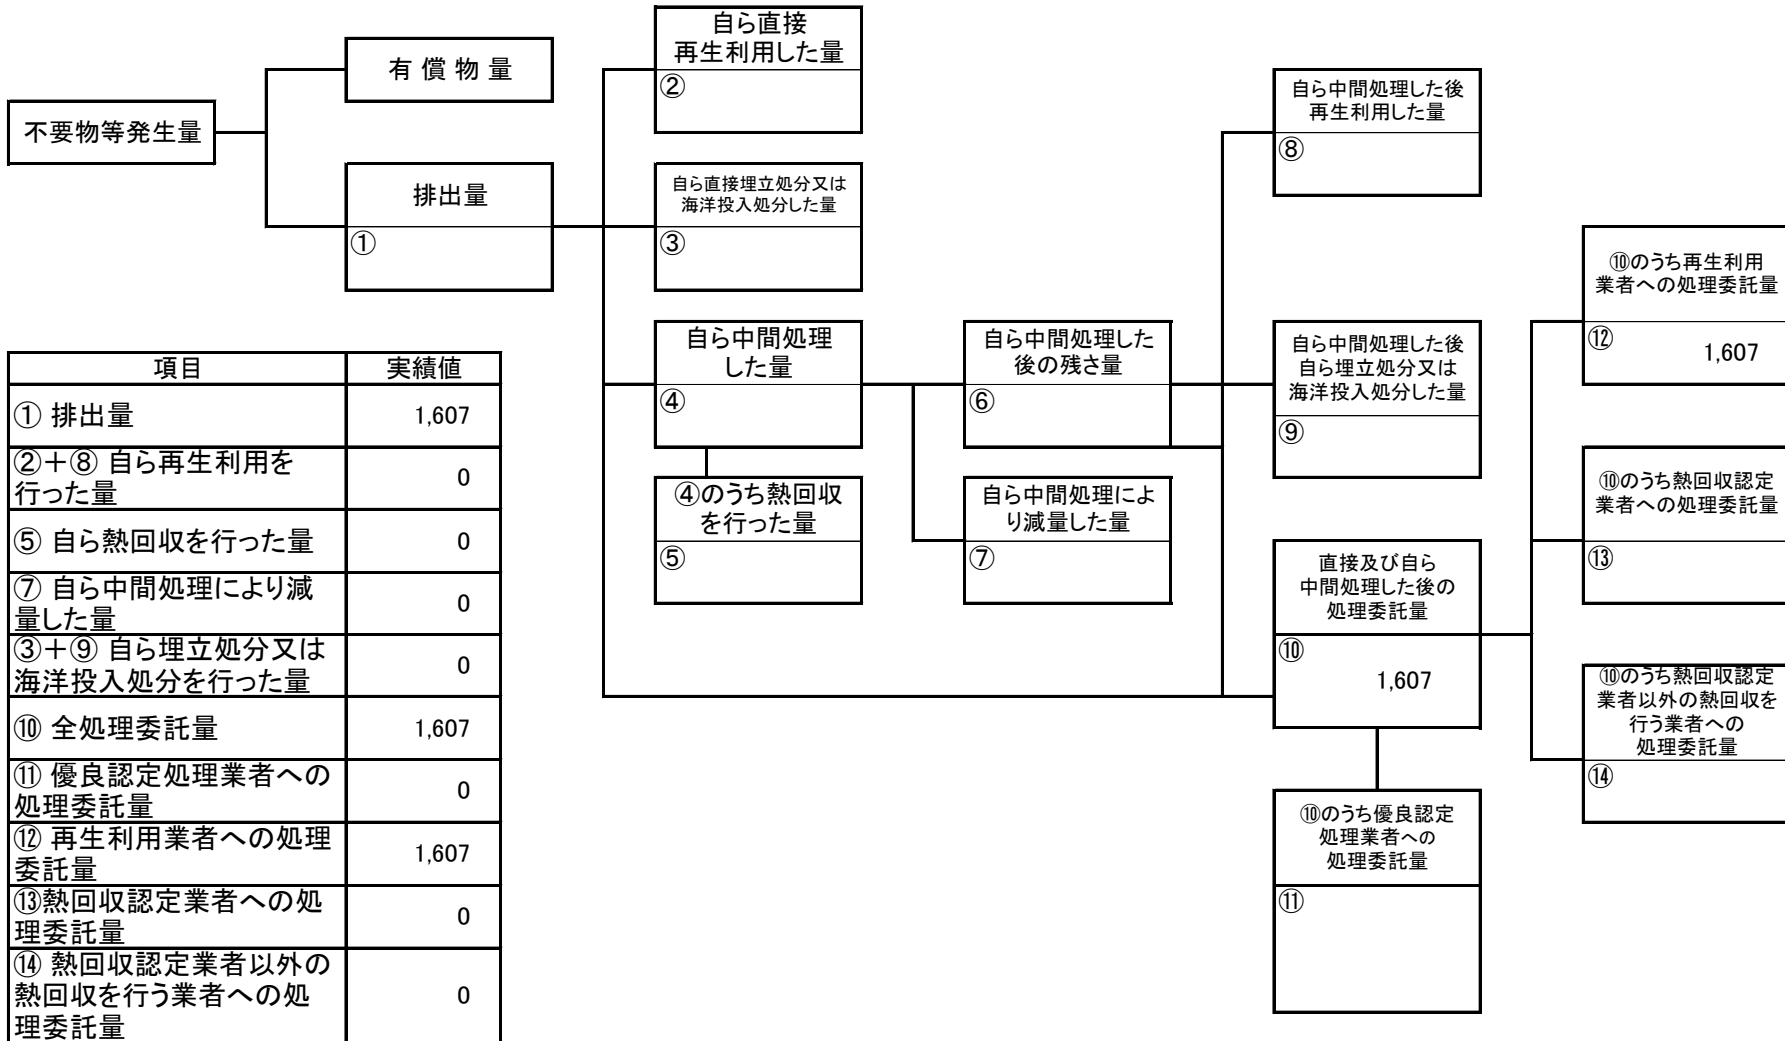 不要物等発生量
有 償 物 量
排出量
①
自ら直接
再生利用した量
②
自ら直接埋立処分又は
海洋投入処分した量
③
自ら中間処理
した量
④
④のうち熱回収
を行った量
⑤
自ら中間処理した
後の残さ量
⑥
自ら中間処理によ
り減量した量
⑦
自ら中間処理した後
再生利用した量
⑧
自ら中間処理した後
自ら埋立処分又は
海洋投入処分した量
⑨
直接及び自ら
中間処理した後の
処理委託量
⑩
1,607
⑩のうち優良認定
処理業者への
処理委託量
⑪
⑩のうち再生利用
業者への処理委託量
⑫ 1,607
⑩のうち熱回収認定
業者への処理委託量
⑬
⑩のうち熱回収認定
業者以外の熱回収を
行う業者への
処理委託量
⑭
項目 実績値
① 排出量 1,607
②＋⑧ 自ら再生利用を
行った量 0
⑤ 自ら熱回収を行った量 0
⑦ 自ら中間処理により減
量した量 0
③＋⑨ 自ら埋立処分又は
海洋投入処分を行った量 0
⑩ 全処理委託量 1,607
⑪ 優良認定処理業者への
処理委託量 0
⑫ 再生利用業者への処理
委託量 1,607
⑬熱回収認定業者への処
理委託量 0
⑭ 熱回収認定業者以外の
熱回収を行う業者への処
理委託量 0